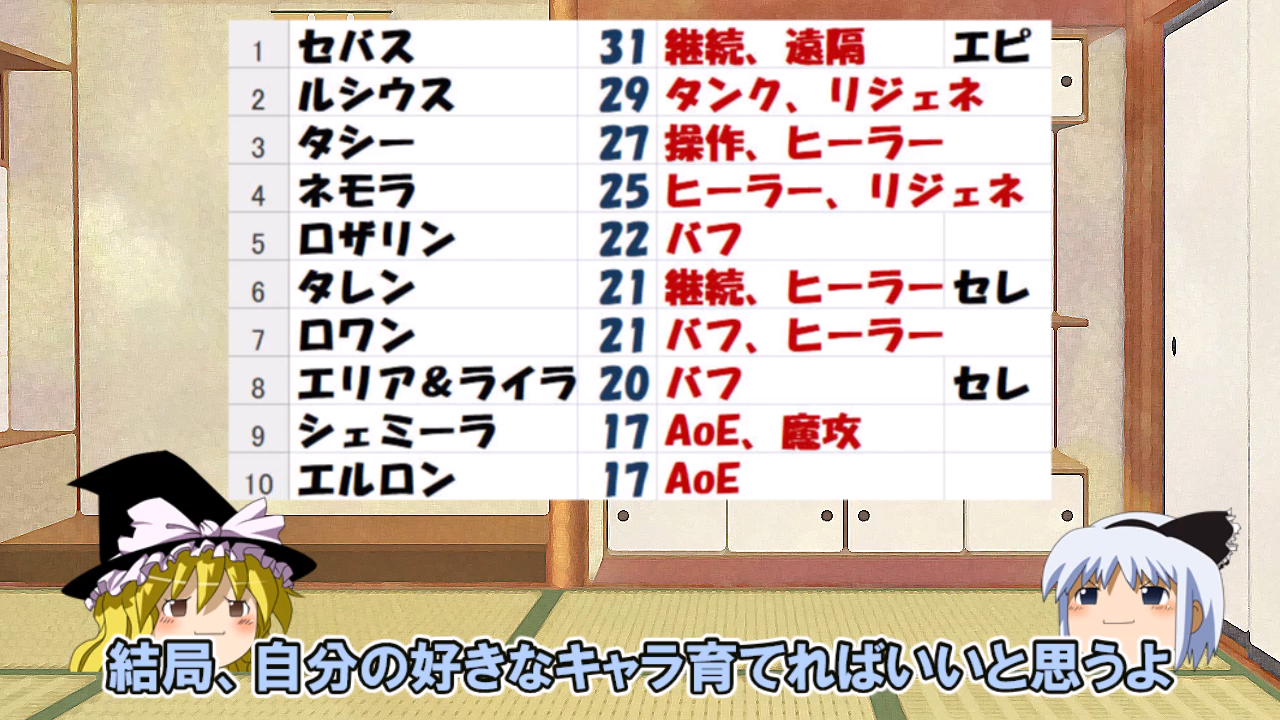 1 セバス 31 継続、遠隔 エピ
2 ルシウス 29 タンク、リジェネ
3 タシー 27 操作、ヒーラー
4 ネモラ 25 ヒーラー、リジェネ
5 ロザリン 22 バフ
6 タレン 21 継続、ヒーラー セレ
7 ロワン 21 バフ、ヒーラー
8 エリア＆ライラ 20 バフ セレ
9 シェミーラ 17 AoE、魔攻
10 エルロン 17 AoE
結局、自分の好きなキャラ育てればいいと思うよ